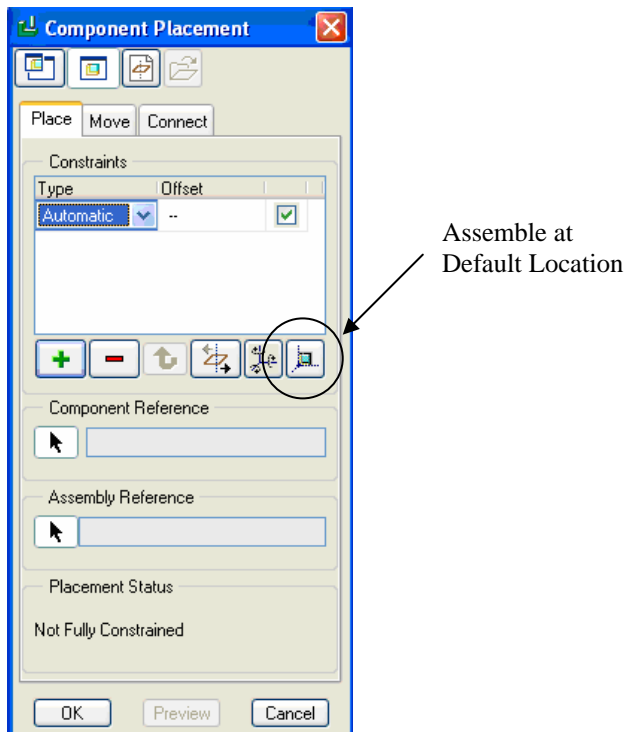 Component Placement
Place Move Connect
Constraints
Type Offset
Automatic --
Assemble at
Default Location
Component Reference
Assembly Reference
Placement Status
Not Fully Constrained
OK Preview Cancel